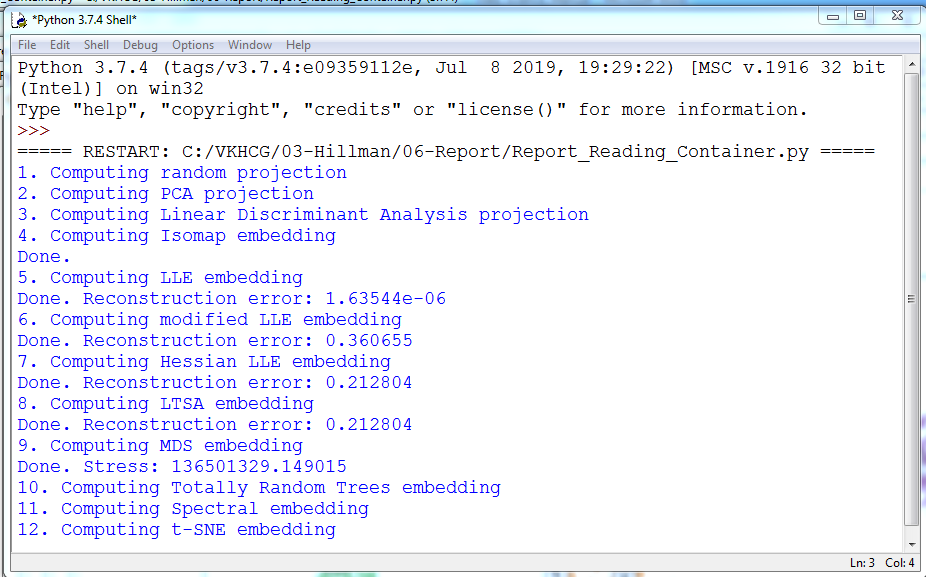 *Python 3.7.4 Shell*
File Edit Shell Debug Options Window Help
Python 3.7.4 (tags/v3.7.4:e09359112e, Jul  8 2019, 19:29:22) [MSC v.1916 32 bit
(Intel)] on win32
Type "help", "copyright", "credits" or "license()" for more information.
>>>
===== RESTART: C:/VKHCG/03-Hillman/06-Report/Report_Reading_Container.py =====
1. Computing random projection
2. Computing PCA projection
3. Computing Linear Discriminant Analysis projection
4. Computing Isomap embedding
Done.
5. Computing LLE embedding
Done. Reconstruction error: 1.63544e-06
6. Computing modified LLE embedding
Done. Reconstruction error: 0.360655
7. Computing Hessian LLE embedding
Done. Reconstruction error: 0.212804
8. Computing LTSA embedding
Done. Reconstruction error: 0.212804
9. Computing MDS embedding
Done. Stress: 136501329.149015
10. Computing Totally Random Trees embedding
11. Computing Spectral embedding
12. Computing t-SNE embedding
Ln: 3 Col: 4